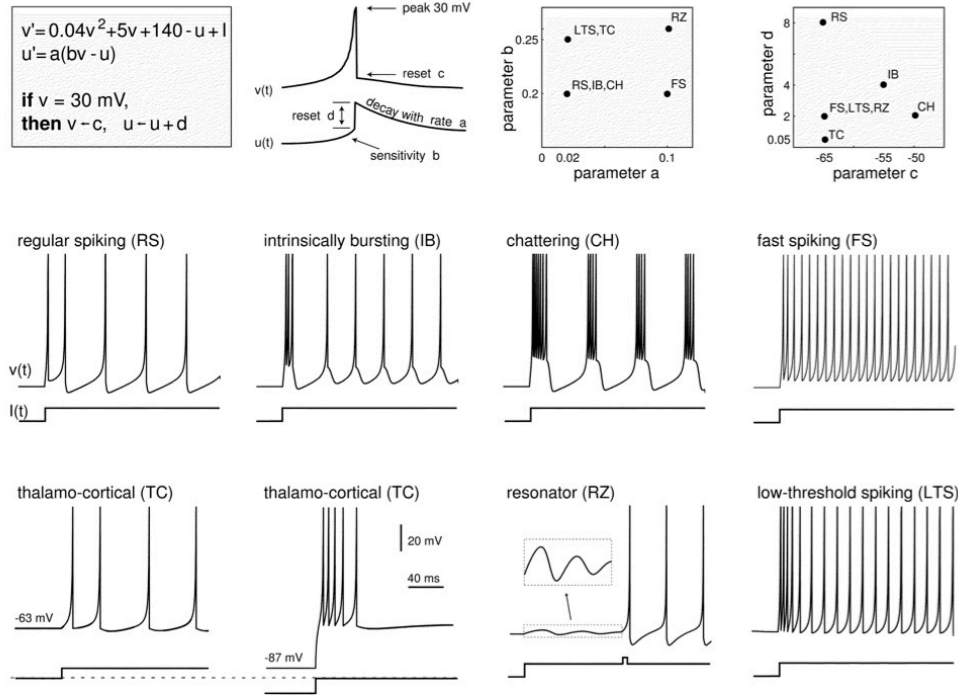 v'= 0.04v²+5v+140 - u + I
u'= a(bv - u)
if v = 30 mV,
then v←c, u←u + d
peak 30 mV
reset c
v(t)
reset d
decay with rate a
u(t)
sensitivity b
parameter b
0.25
0.2
LTS,TC
RZ
RS,IB,CH
FS
0
0.02
0.1
parameter a
parameter d
8
4
2
0.05
RS
IB
FS,LTS,RZ
CH
TC
-65
-55
-50
parameter c
regular spiking (RS)
intrinsically bursting (IB)
chattering (CH)
fast spiking (FS)
v(t)
I(t)
thalamo-cortical (TC)
thalamo-cortical (TC)
resonator (RZ)
low-threshold spiking (LTS)
20 mV
40 ms
-63 mV
-87 mV